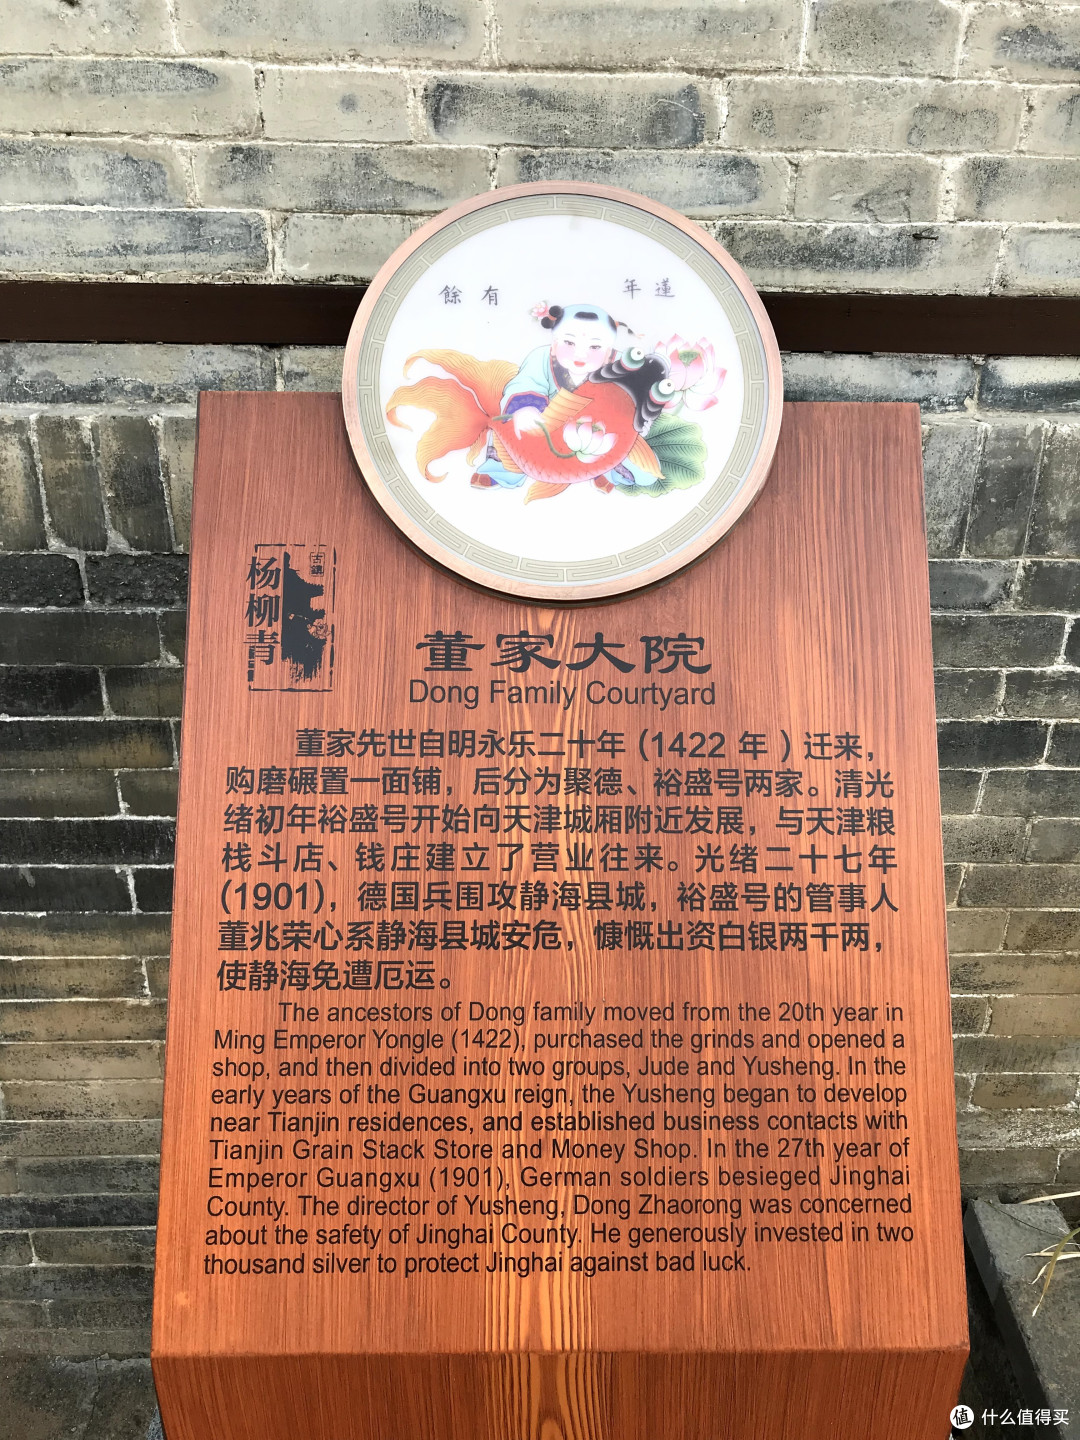 餘有 年蓮
古鎮
杨柳青
董家大院
Dong Family Courtyard
董家先世自明永乐二十年（1422 年）迁来，
购磨碾置一面铺，后分为聚德、裕盛号两家。清光
绪初年裕盛号开始向天津城厢附近发展，与天津粮
栈斗店、钱庄建立了营业往来。光绪二十七年
(1901)，德国兵围攻静海县城，裕盛号的管事人
董兆荣心系静海县城安危，慷慨出资白银两千两，
使静海免遭厄运。
The ancestors of Dong family moved from the 20th year in
Ming Emperor Yongle (1422), purchased the grinds and opened a
shop, and then divided into two groups, Jude and Yusheng. In the
early years of the Guangxu reign, the Yusheng began to develop
near Tianjin residences, and established business contacts with
Tianjin Grain Stack Store and Money Shop. In the 27th year of
Emperor Guangxu (1901), German soldiers besieged Jinghai
County. The director of Yusheng, Dong Zhaorong was concerned
about the safety of Jinghai County. He generously invested in two
thousand silver to protect Jinghai against bad luck.
值 什么值得买